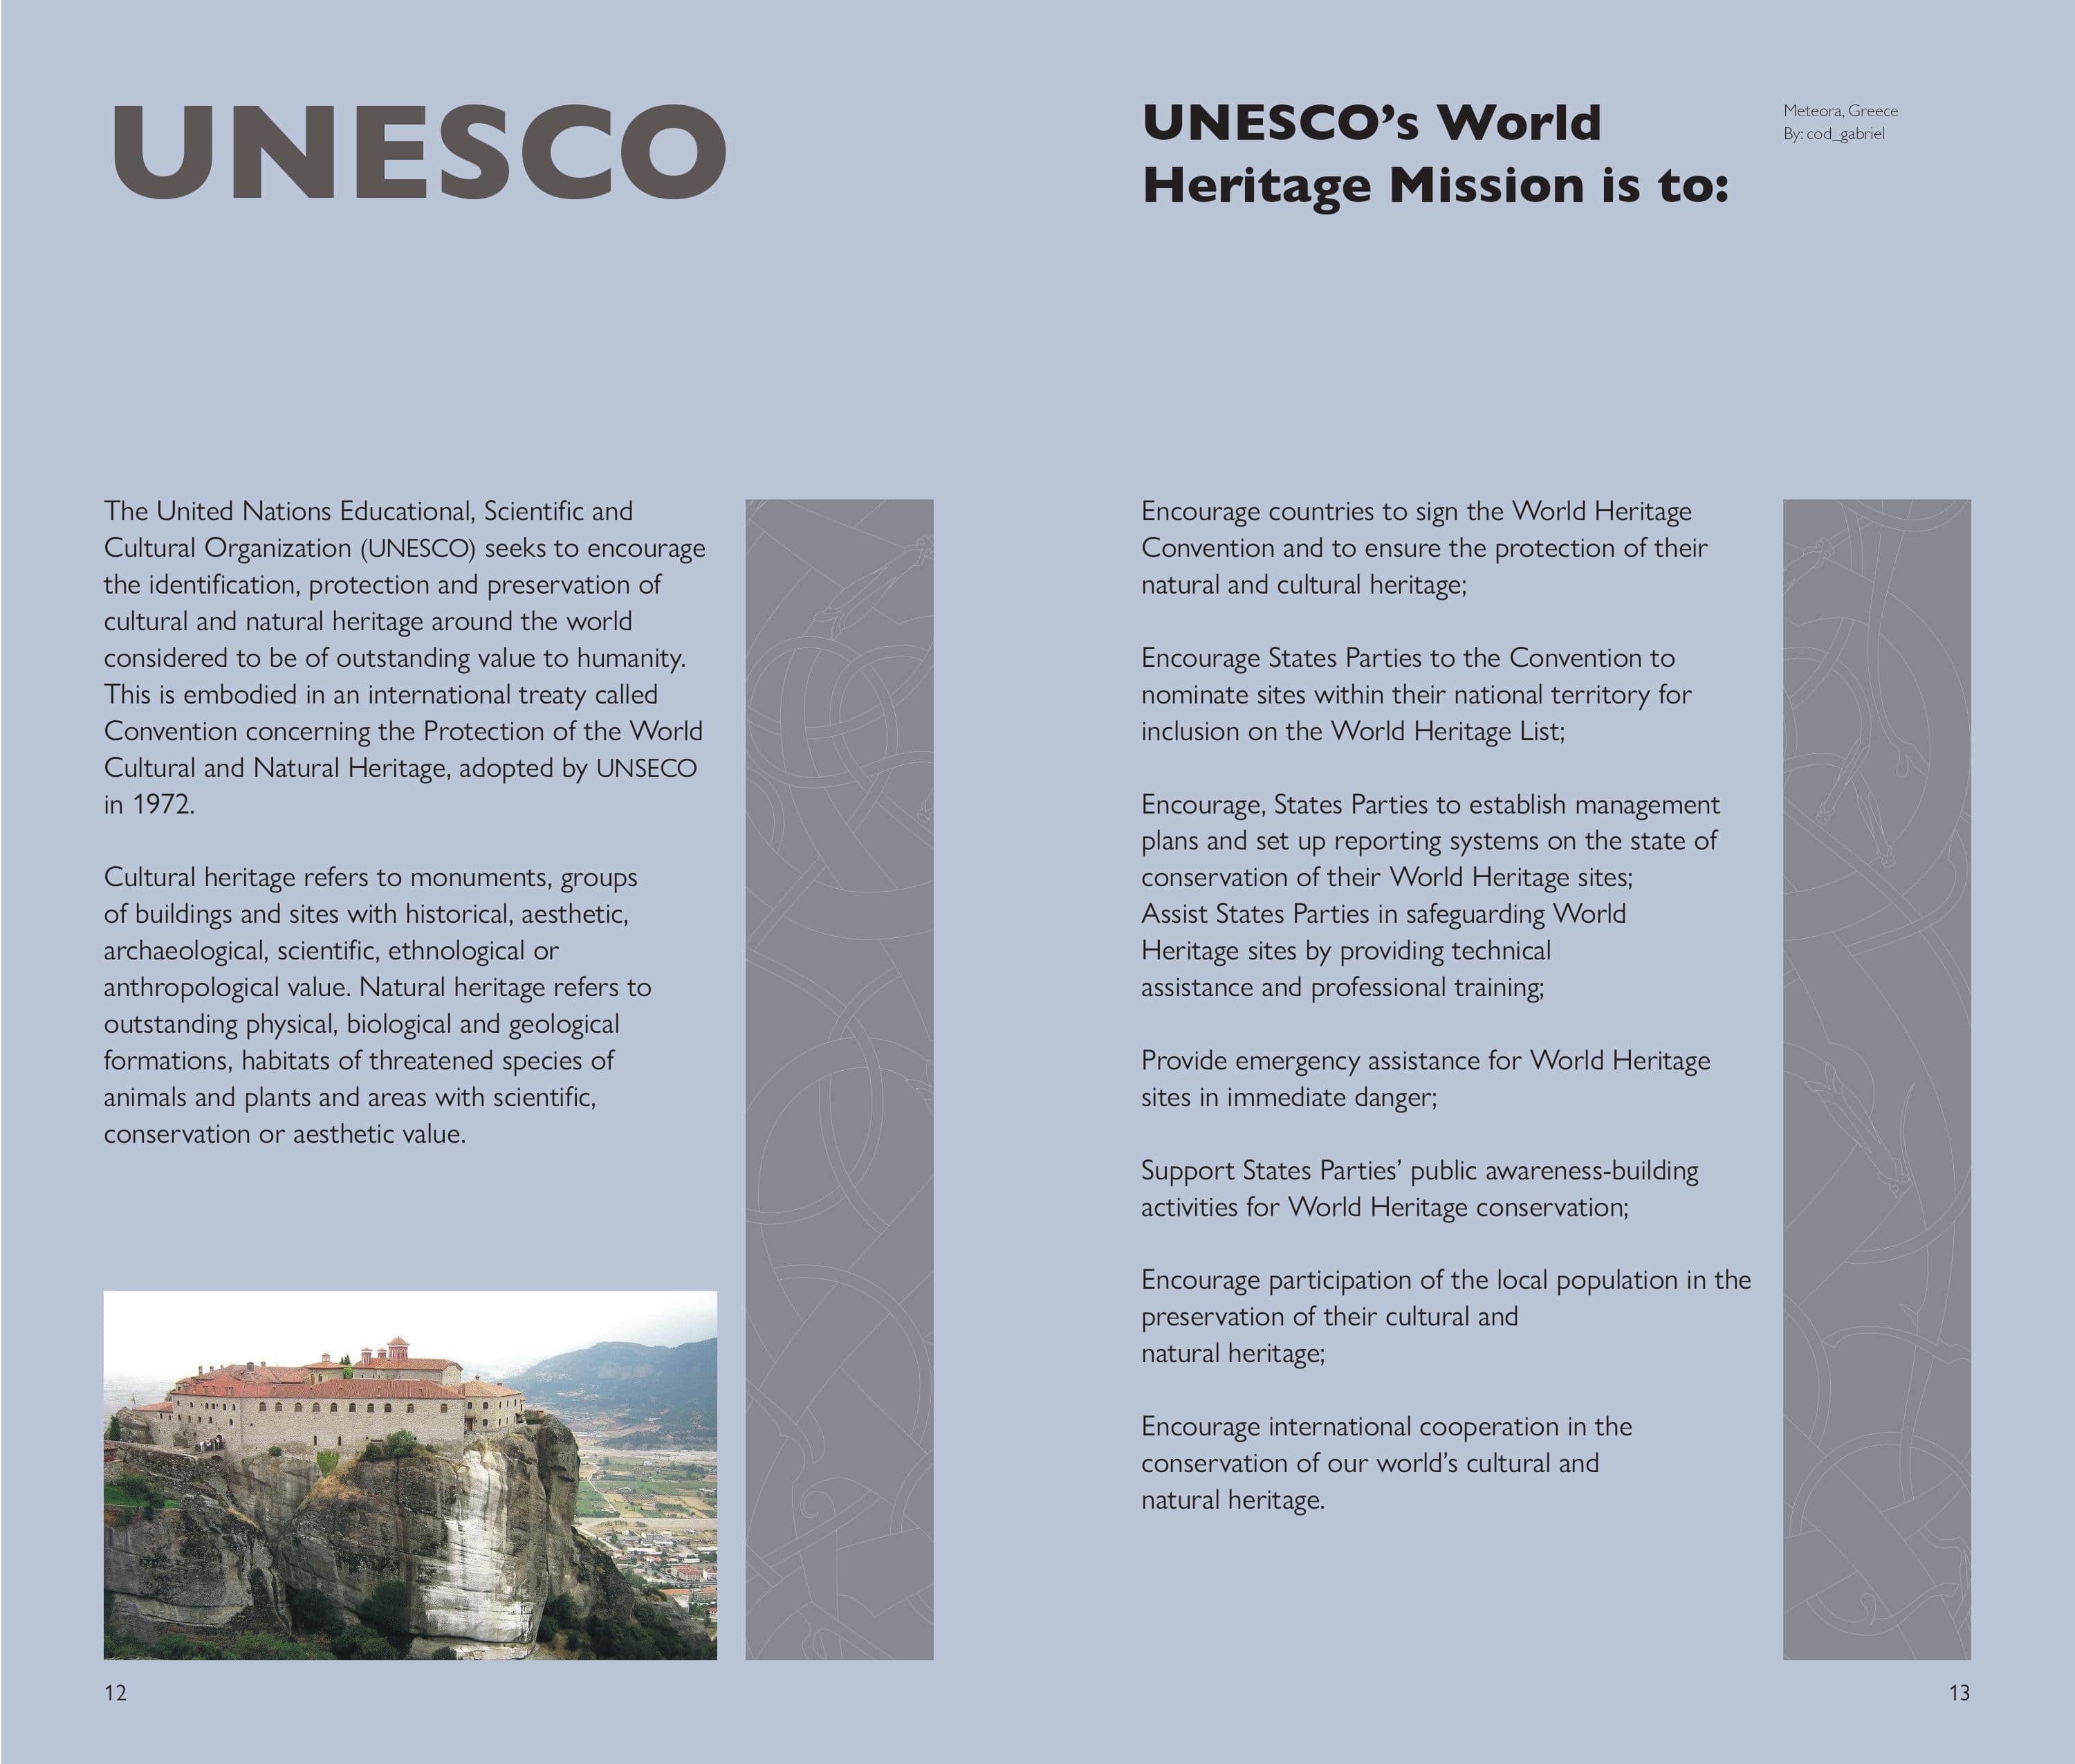 UNESCO
The United Nations Educational, Scientific and
Cultural Organization (UNESCO) seeks to encourage
the identification, protection and preservation of
cultural and natural heritage around the world
considered to be of outstanding value to humanity.
This is embodied in an international treaty called
Convention concerning the Protection of the World
Cultural and Natural Heritage, adopted by UNSECO
in 1972.
Cultural heritage refers to monuments, groups
of buildings and sites with historical, aesthetic,
archaeological, scientific, ethnological or
anthropological value. Natural heritage refers to
outstanding physical, biological and geological
formations, habitats of threatened species of
animals and plants and areas with scientific,
conservation or aesthetic value.
12
UNESCO’s World
Heritage Mission is to:
Meteora, Greece
By: cod_gabriel
Encourage countries to sign the World Heritage
Convention and to ensure the protection of their
natural and cultural heritage;
Encourage States Parties to the Convention to
nominate sites within their national territory for
inclusion on the World Heritage List;
Encourage, States Parties to establish management
plans and set up reporting systems on the state of
conservation of their World Heritage sites;
Assist States Parties in safeguarding World
Heritage sites by providing technical
assistance and professional training;
Provide emergency assistance for World Heritage
sites in immediate danger;
Support States Parties’ public awareness-building
activities for World Heritage conservation;
Encourage participation of the local population in the
preservation of their cultural and
natural heritage;
Encourage international cooperation in the
conservation of our world’s cultural and
natural heritage.
13